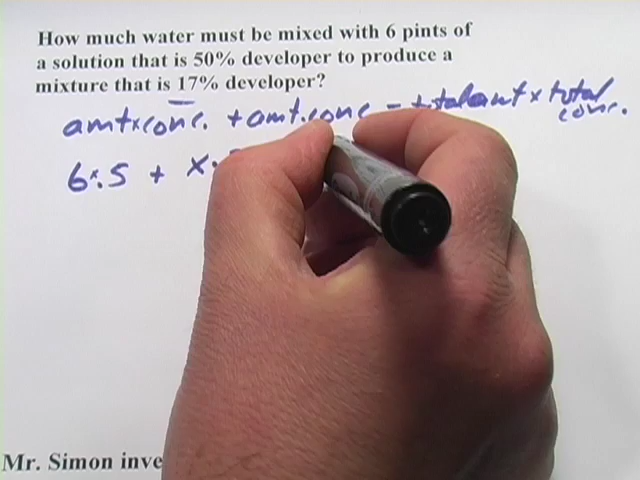 How much water must be mixed with 6 pints of
a solution that is 50% developer to produce a
mixture that is 17% developer?
amt×conc. + amt.conc = total amt × total
conc.
6×.5 + x.
Mr. Simon inve